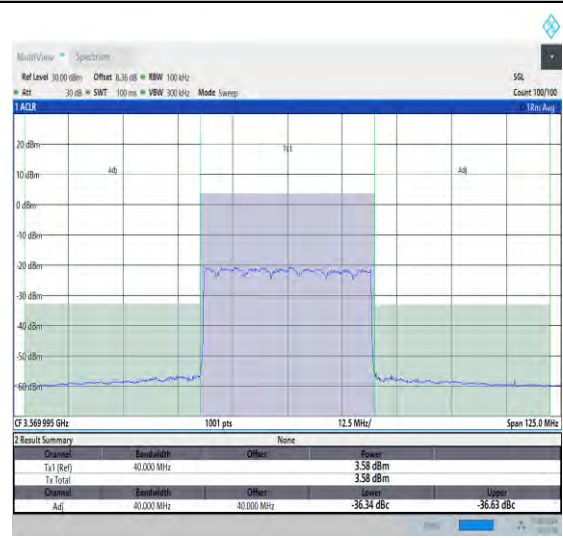 MultiView Spectrum
Ref Level 30.00 dBm Offset 8.36 dB RBW 100 kHz SGL
Att 30 dB SWT 100 ms VBW 300 kHz Mode Sweep Count 100/100
1 ACLR 1Rm Avg
Tx1
20 dBm
Adj Adj
10 dBm
0 dBm
-10 dBm
-20 dBm
-30 dBm
-40 dBm
-50 dBm
-60 dBm
CF 3.569 995 GHz 1001 pts 12.5 MHz/ Span 125.0 MHz
2 Result Summary None
Channel Bandwidth Offset Power
Tx1 (Ref) 40.000 MHz 3.58 dBm
Tx Total 3.58 dBm
Channel Bandwidth Offset Lower Upper
Adj 40.000 MHz 40.000 MHz -36.34 dBc -36.63 dBc